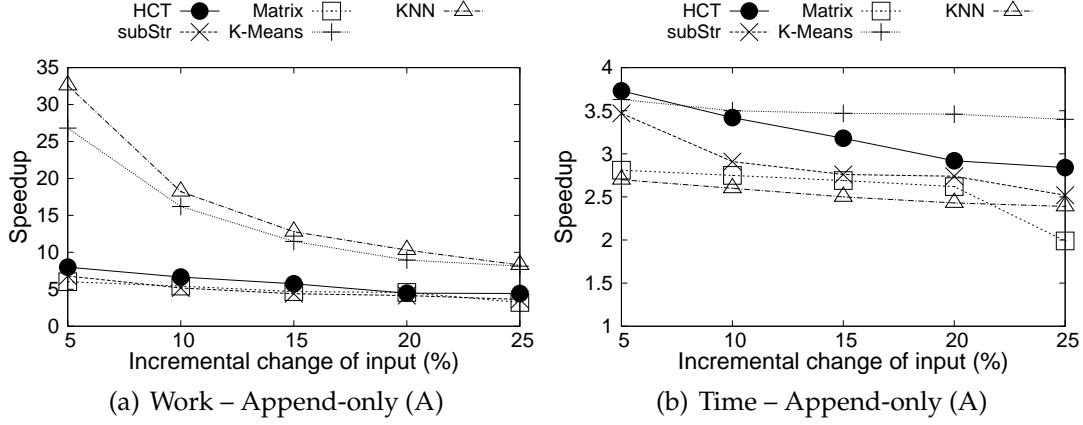 HCT Matrix KNN
subStr K-Means
35
30
25
20
15
10
5
0
Speedup
5 10 15 20 25
Incremental change of input (%)
(a) Work – Append-only (A)
HCT Matrix KNN
subStr K-Means
4
3.5
3
2.5
2
1.5
1
Speedup
5 10 15 20 25
Incremental change of input (%)
(b) Time – Append-only (A)